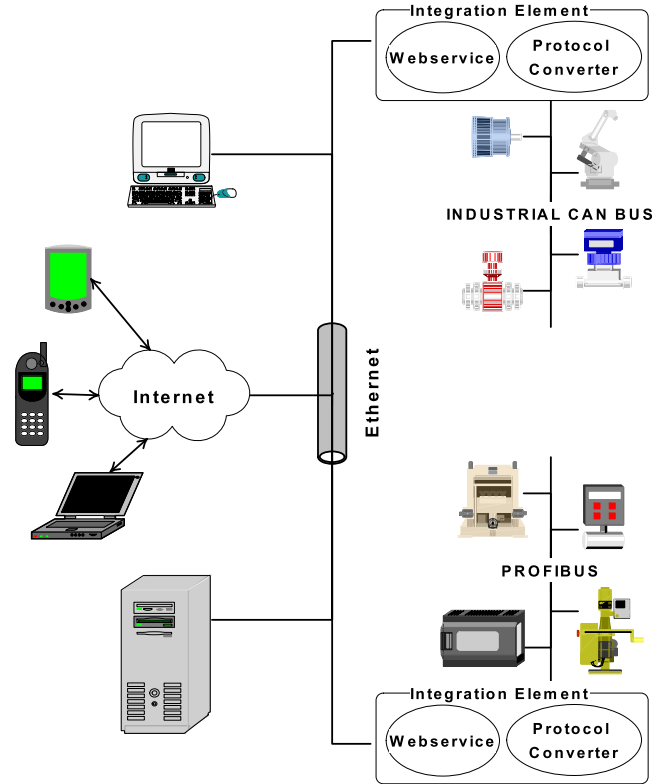 Integration Element
Webservice
Protocol
Converter
INDUSTRIAL CAN BUS
Internet
Ethernet
PROFIBUS
Integration Element
Webservice
Protocol
Converter